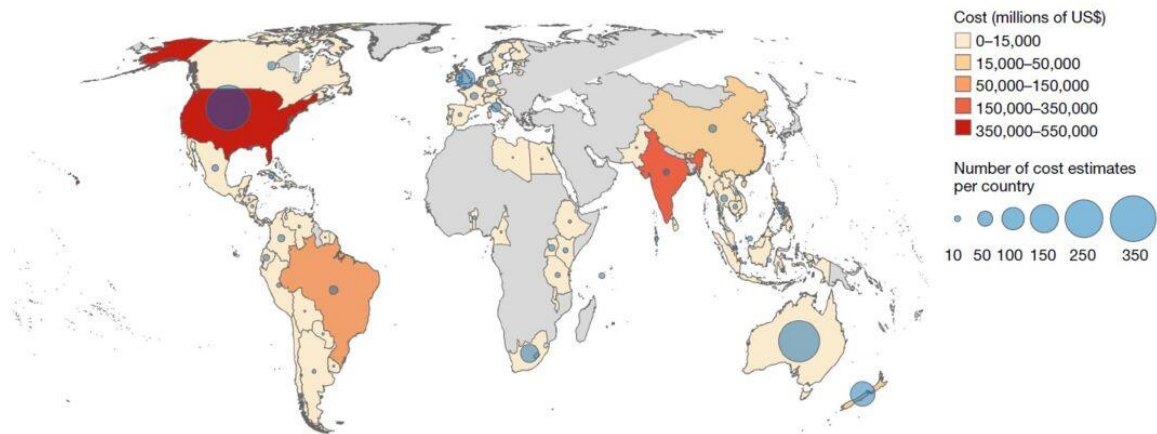 Cost (millions of US$)
0–15,000
15,000–50,000
50,000–150,000
150,000–350,000
350,000–550,000
Number of cost estimates
per country
10 50 100 150 250 350